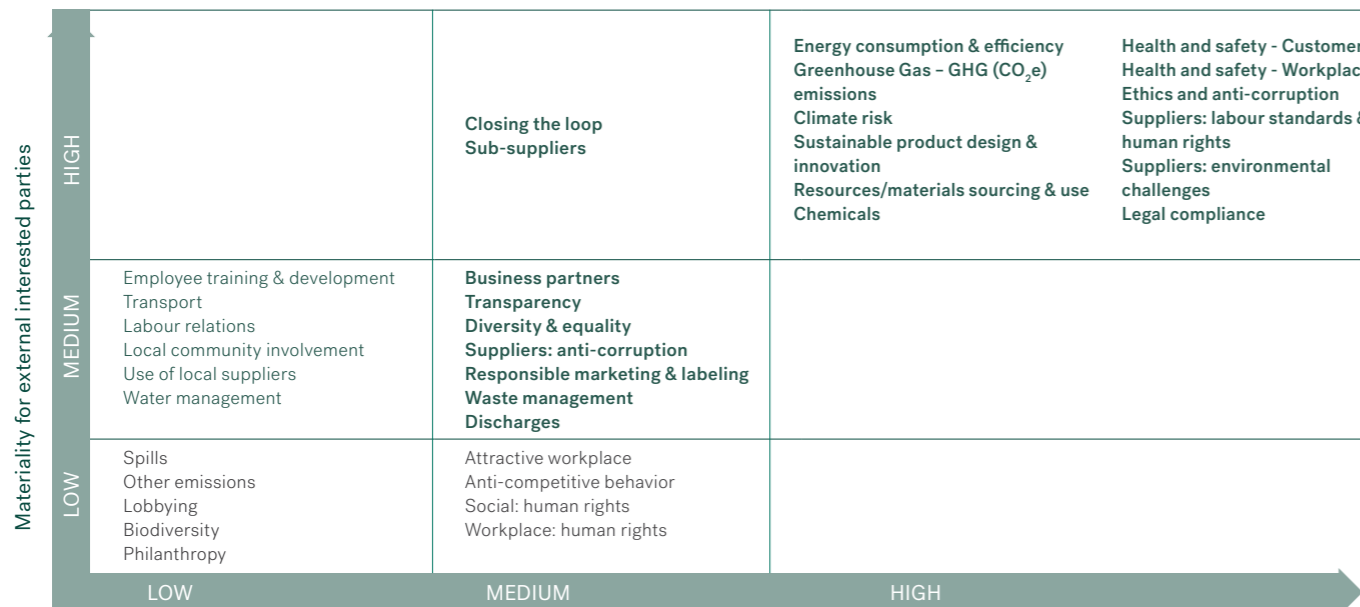 Materiality for external interested parties
HIGH
Closing the loop
Sub-suppliers
Energy consumption & efficiency
Greenhouse Gas – GHG (CO₂e)
emissions
Climate risk
Sustainable product design &
innovation
Resources/materials sourcing & use
Chemicals
Health and safety - Customer
Health and safety - Workplac
Ethics and anti-corruption
Suppliers: labour standards &
human rights
Suppliers: environmental
challenges
Legal compliance
MEDIUM
Employee training & development
Transport
Labour relations
Local community involvement
Use of local suppliers
Water management
Business partners
Transparency
Diversity & equality
Suppliers: anti-corruption
Responsible marketing & labeling
Waste management
Discharges
LOW
Spills
Other emissions
Lobbying
Biodiversity
Philanthropy
Attractive workplace
Anti-competitive behavior
Social: human rights
Workplace: human rights
LOW
MEDIUM
HIGH